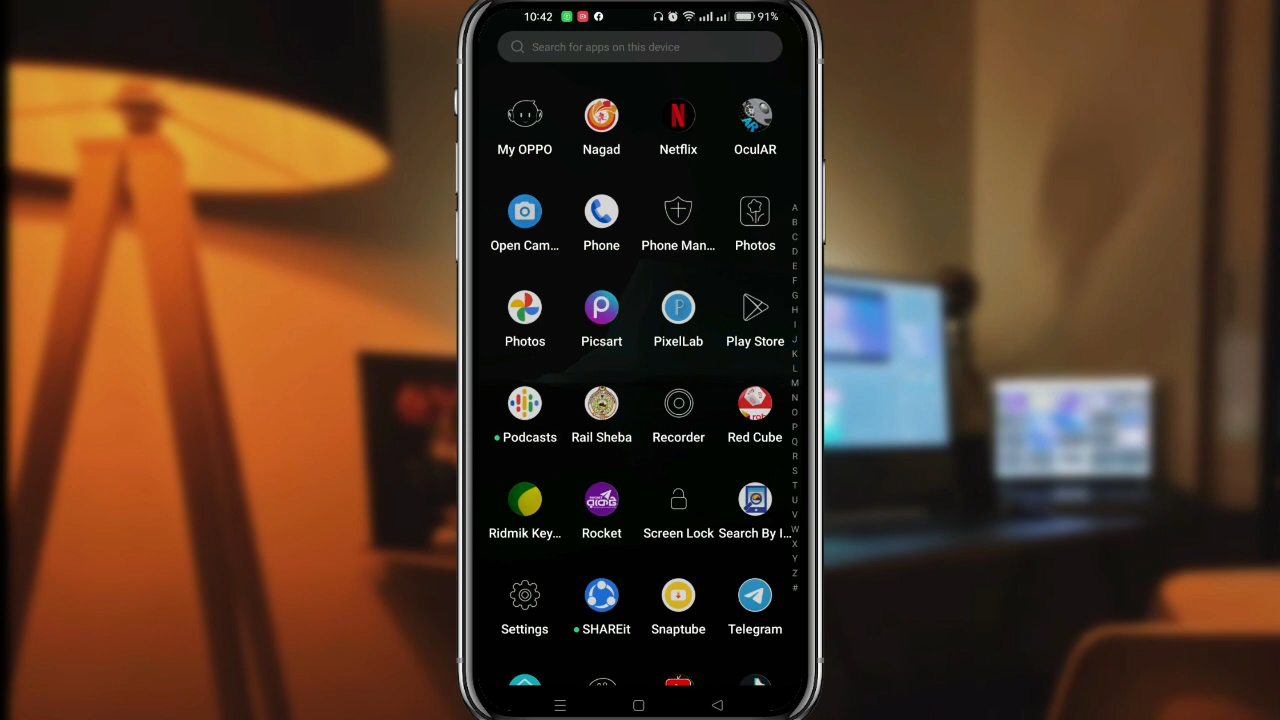 10:42 91%
Search for apps on this device
My OPPO Nagad Netflix OculAR
Open Cam... Phone Phone Man... Photos
Photos Picsart PixelLab Play Store
Podcasts Rail Sheba Recorder Red Cube
Ridmik Key... Rocket Screen Lock Search By I...
Settings SHAREit Snaptube Telegram
A
B
C
D
E
F
G
H
I
J
K
L
M
N
O
P
Q
R
S
T
U
V
W
X
Y
Z
#